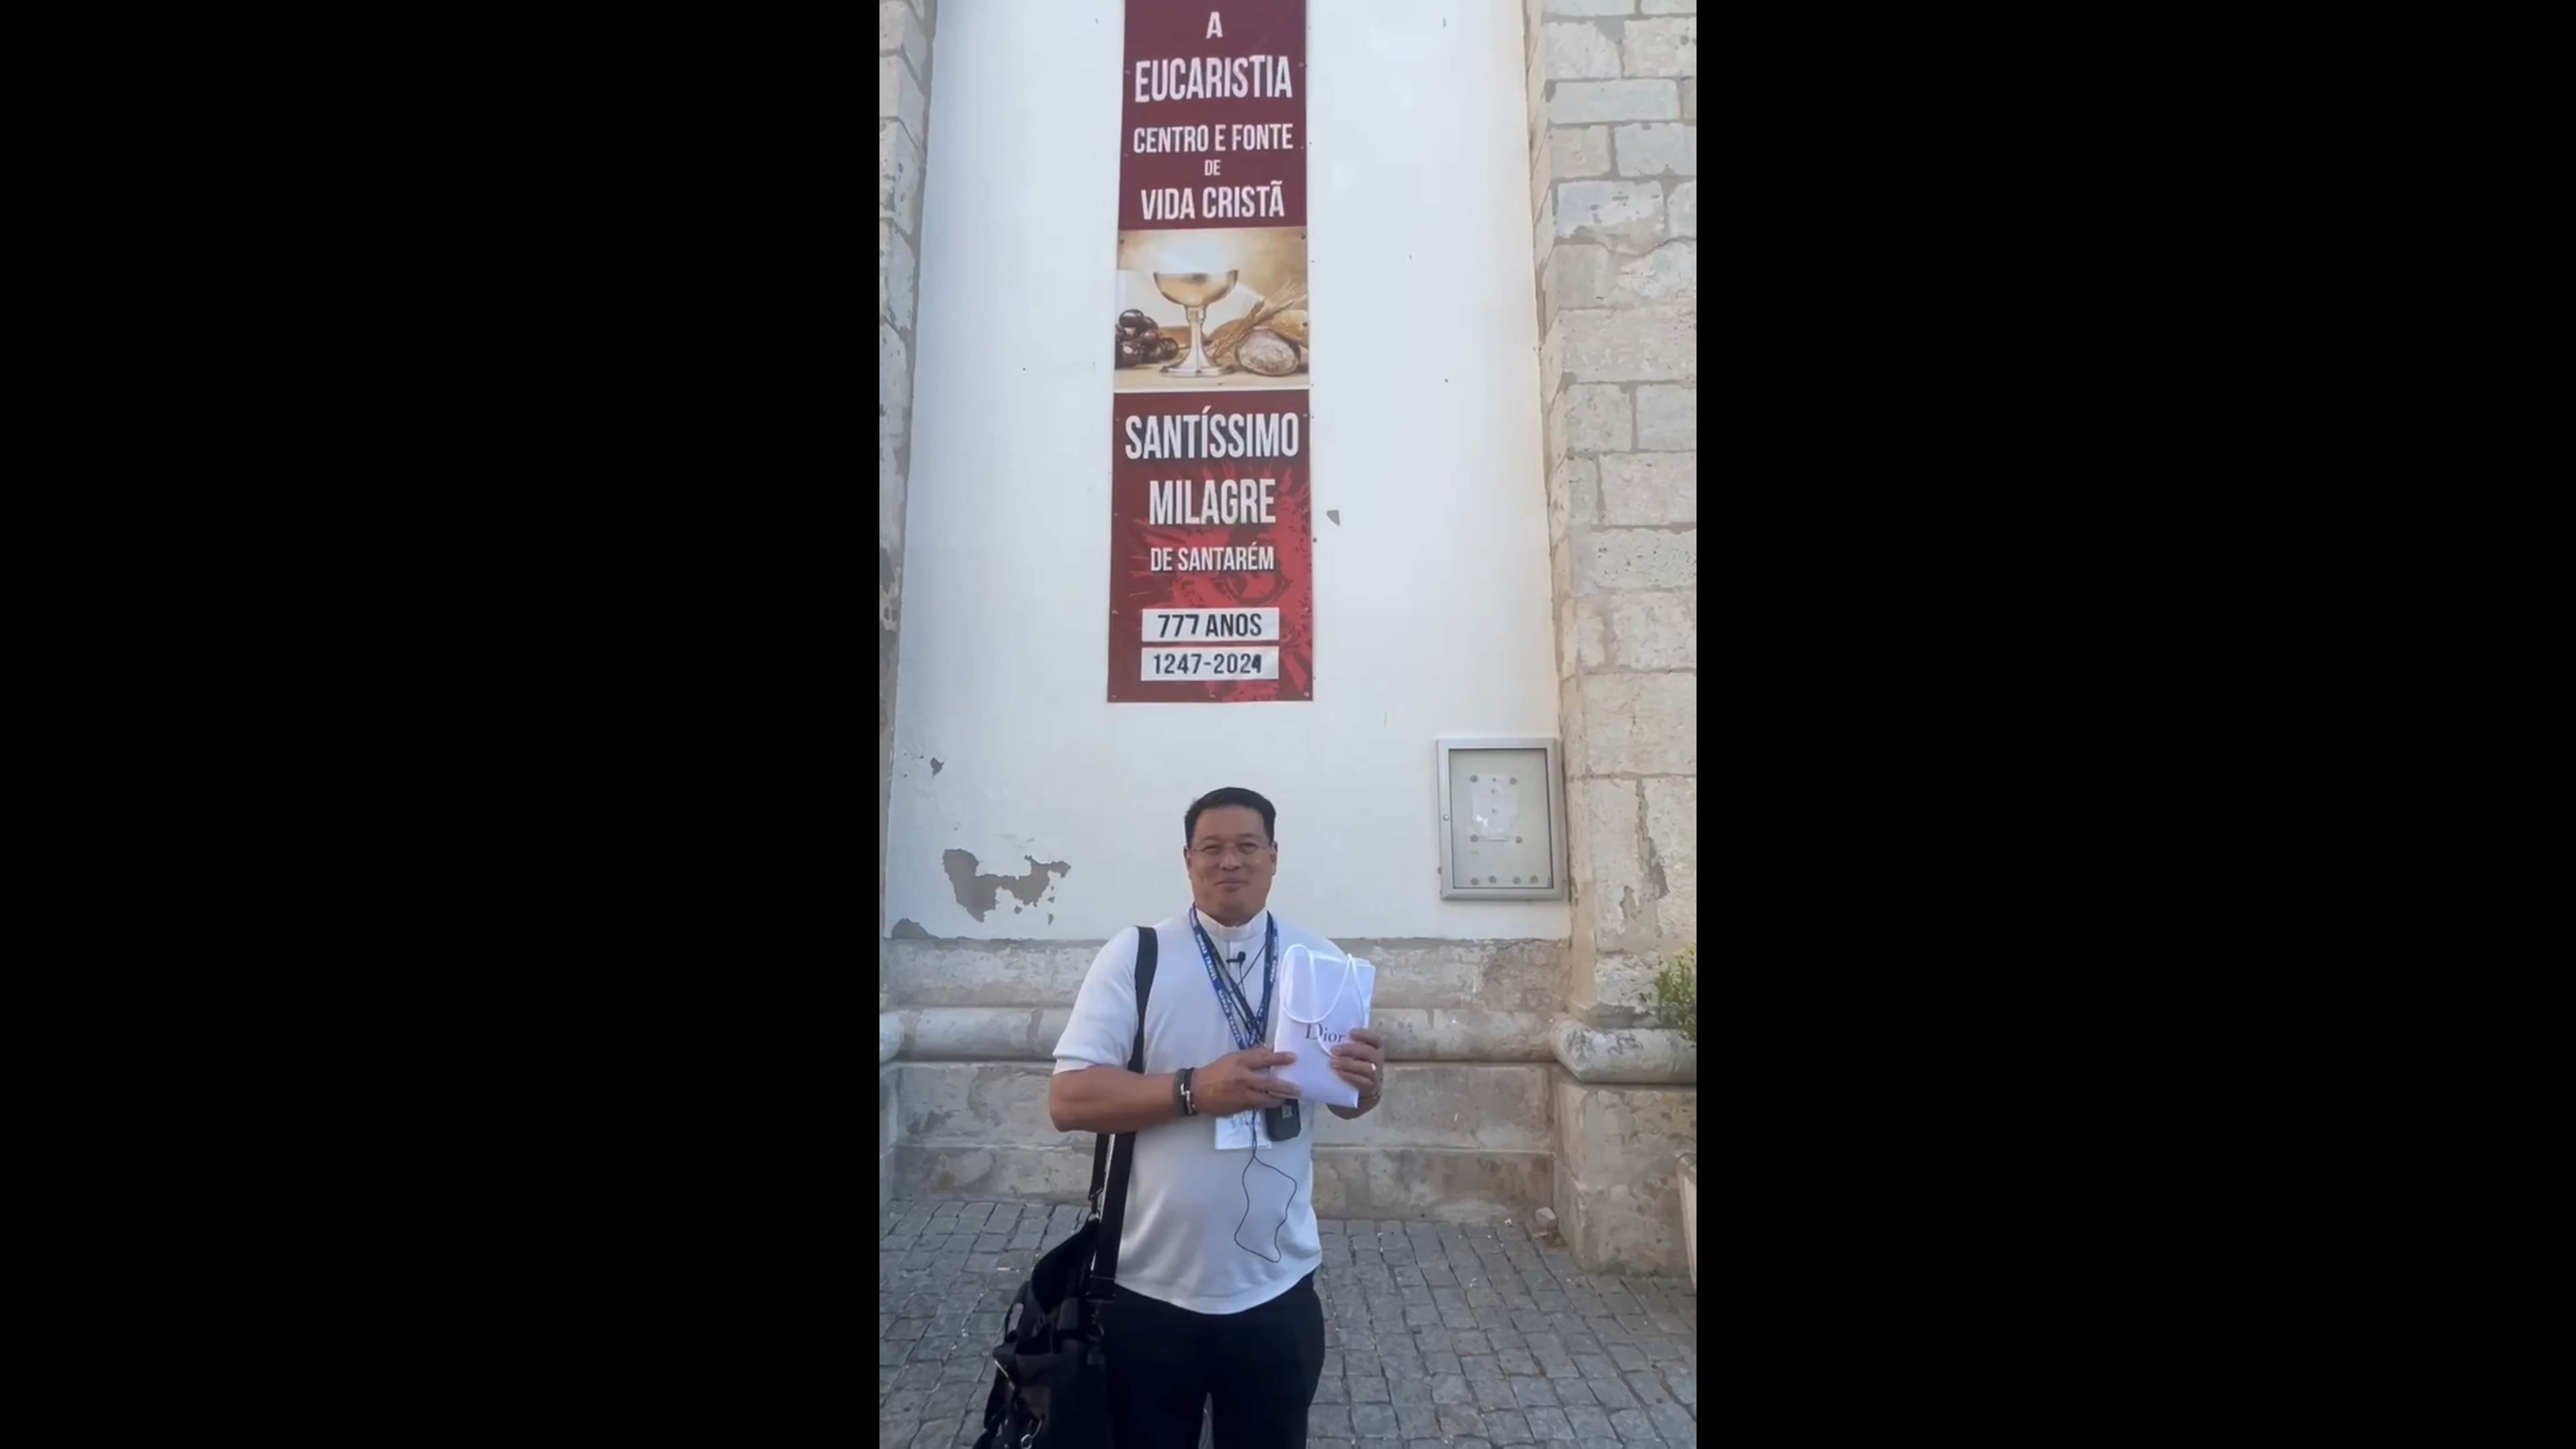 A
EUCARISTIA
CENTRO E FONTE
DE
VIDA CRISTÃ
SANTÍSSIMO
MILAGRE
DE SANTARÉM
777 ANOS
1247-2024
Dior